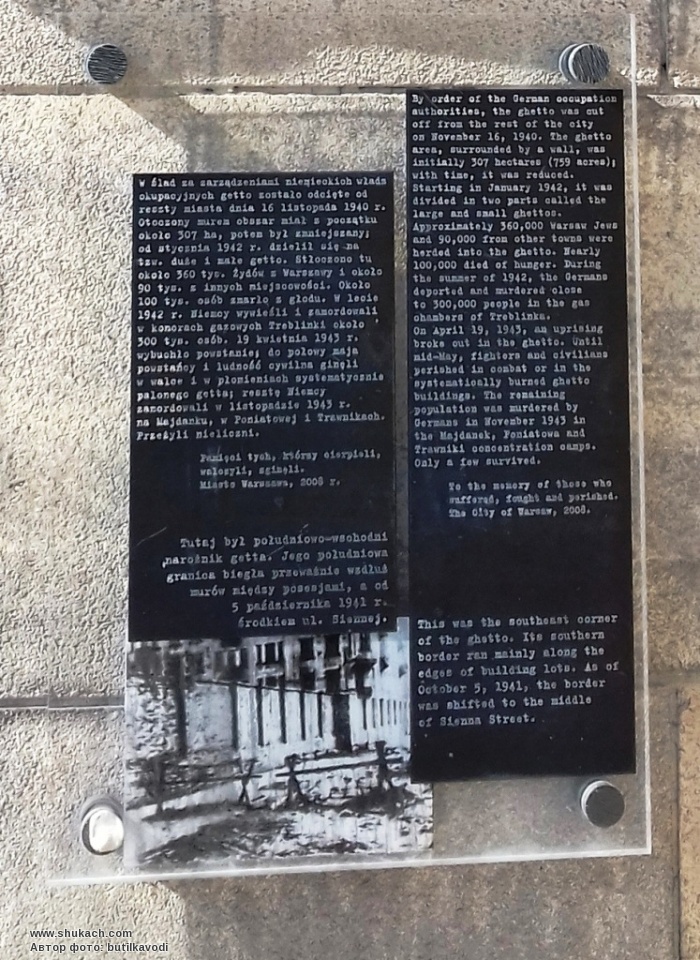 W ślad za zarządzeniami niemieckich władz
okupacyjnych getto zostało odcięte od
reszty miasta dnia 16 listopada 1940 r.
Otoczony murem obszar miał z początku
około 307 ha, potem był zmniejszany;
od stycznia 1942 r. dzielił się na
tzw. duże i małe getto. Stłoczono tu
około 360 tys. Żydów z Warszawy i około
90 tys. z innych miejscowości. Około
100 tys. osób zmarło z głodu. W lecie
1942 r. Niemcy wywieźli i zamordowali
w komorach gazowych Treblinki około
300 tys. osób. 19 kwietnia 1943 r.
wybuchło powstanie; do połowy maja
powstańcy i ludność cywilna ginęli
w walce i w płomieniach systematycznie
palonego getta; resztę Niemcy
zamordowali w listopadzie 1943 r.
na Majdanku, w Poniatowej i Trawnikach.
Przeżyli nieliczni.
Pamięci tych, którzy cierpieli,
walczyli, zginęli.
Miasto Warszawa, 2008 r.
Tutaj był południowo-wschodni
narożnik getta. Jego południowa
granica biegła przeważnie wzdłuż
murów między posesjami, a od
5 października 1941 r.
środkiem ul. Siennej.
By order of the German occupation
authorities, the ghetto was cut
off from the rest of the city
on November 16, 1940. The ghetto
area, surrounded by a wall, was
initially 307 hectares (759 acres);
with time, it was reduced.
Starting in January 1942, it was
divided in two parts called the
large and small ghettos.
Approximately 360,000 Warsaw Jews
and 90,000 from other towns were
herded into the ghetto. Nearly
100,000 died of hunger. During
the summer of 1942, the Germans
deported and murdered close
to 300,000 people in the gas
chambers of Treblinka.
On April 19, 1943, an uprising
broke out in the ghetto. Until
mid-May, fighters and civilians
perished in combat or in the
systematically burned ghetto
buildings. The remaining
population was murdered by
Germans in November 1943 in
the Majdanek, Poniatowa and
Trawniki concentration camps.
Only a few survived.
To the memory of those who
suffered, fought and perished.
The City of Warsaw, 2008.
This was the southeast corner
of the ghetto. Its southern
border ran mainly along the
edges of building lots. As of
October 5, 1941, the border
was shifted to the middle
of Sienna Street.
www.shukach.com
Автор фото: butilkavodi